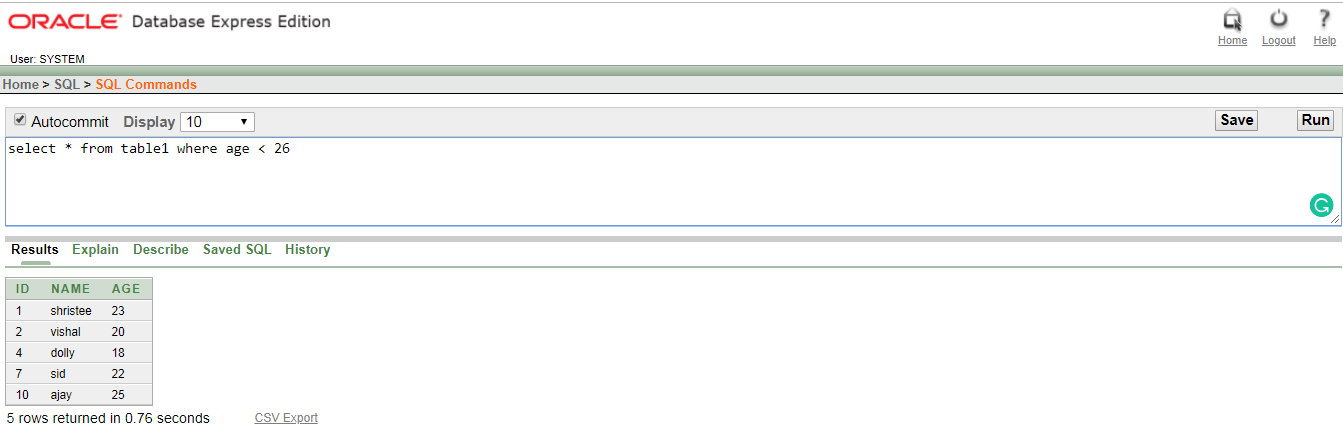 ORACLE Database Express Edition
Home Logout Help
User: SYSTEM
Home > SQL > SQL Commands
Autocommit Display 10 Save Run
select * from table1 where age < 26
Results Explain Describe Saved SQL History
ID NAME AGE
1 shristee 23
2 vishal 20
4 dolly 18
7 sid 22
10 ajay 25
5 rows returned in 0.76 seconds CSV Export